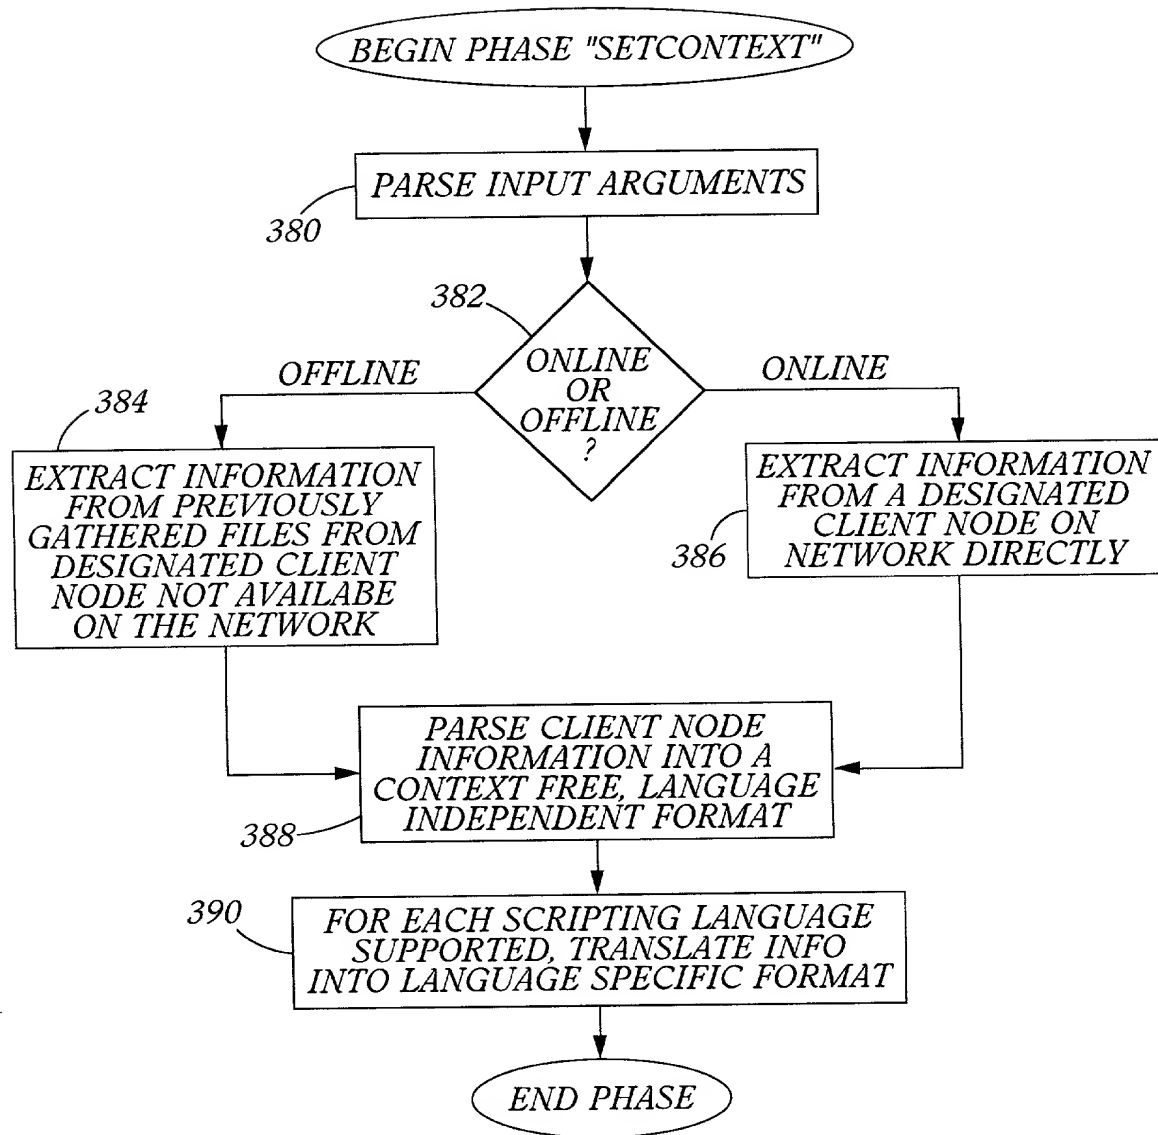 BEGIN PHASE "SETCONTEXT"
PARSE INPUT ARGUMENTS
380
382
ONLINE
OR
OFFLINE
?
OFFLINE
ONLINE
384
EXTRACT INFORMATION
FROM PREVIOUSLY
GATHERED FILES FROM
DESIGNATED CLIENT
NODE NOT AVAILABE
ON THE NETWORK
EXTRACT INFORMATION
FROM A DESIGNATED
CLIENT NODE ON
NETWORK DIRECTLY
386
PARSE CLIENT NODE
INFORMATION INTO A
CONTEXT FREE, LANGUAGE
INDEPENDENT FORMAT
388
390
FOR EACH SCRIPTING LANGUAGE
SUPPORTED, TRANSLATE INFO
INTO LANGUAGE SPECIFIC FORMAT
END PHASE